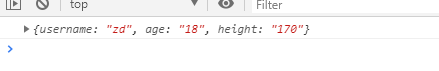 top Filter
{username: "zd", age: "18", height: "170"}